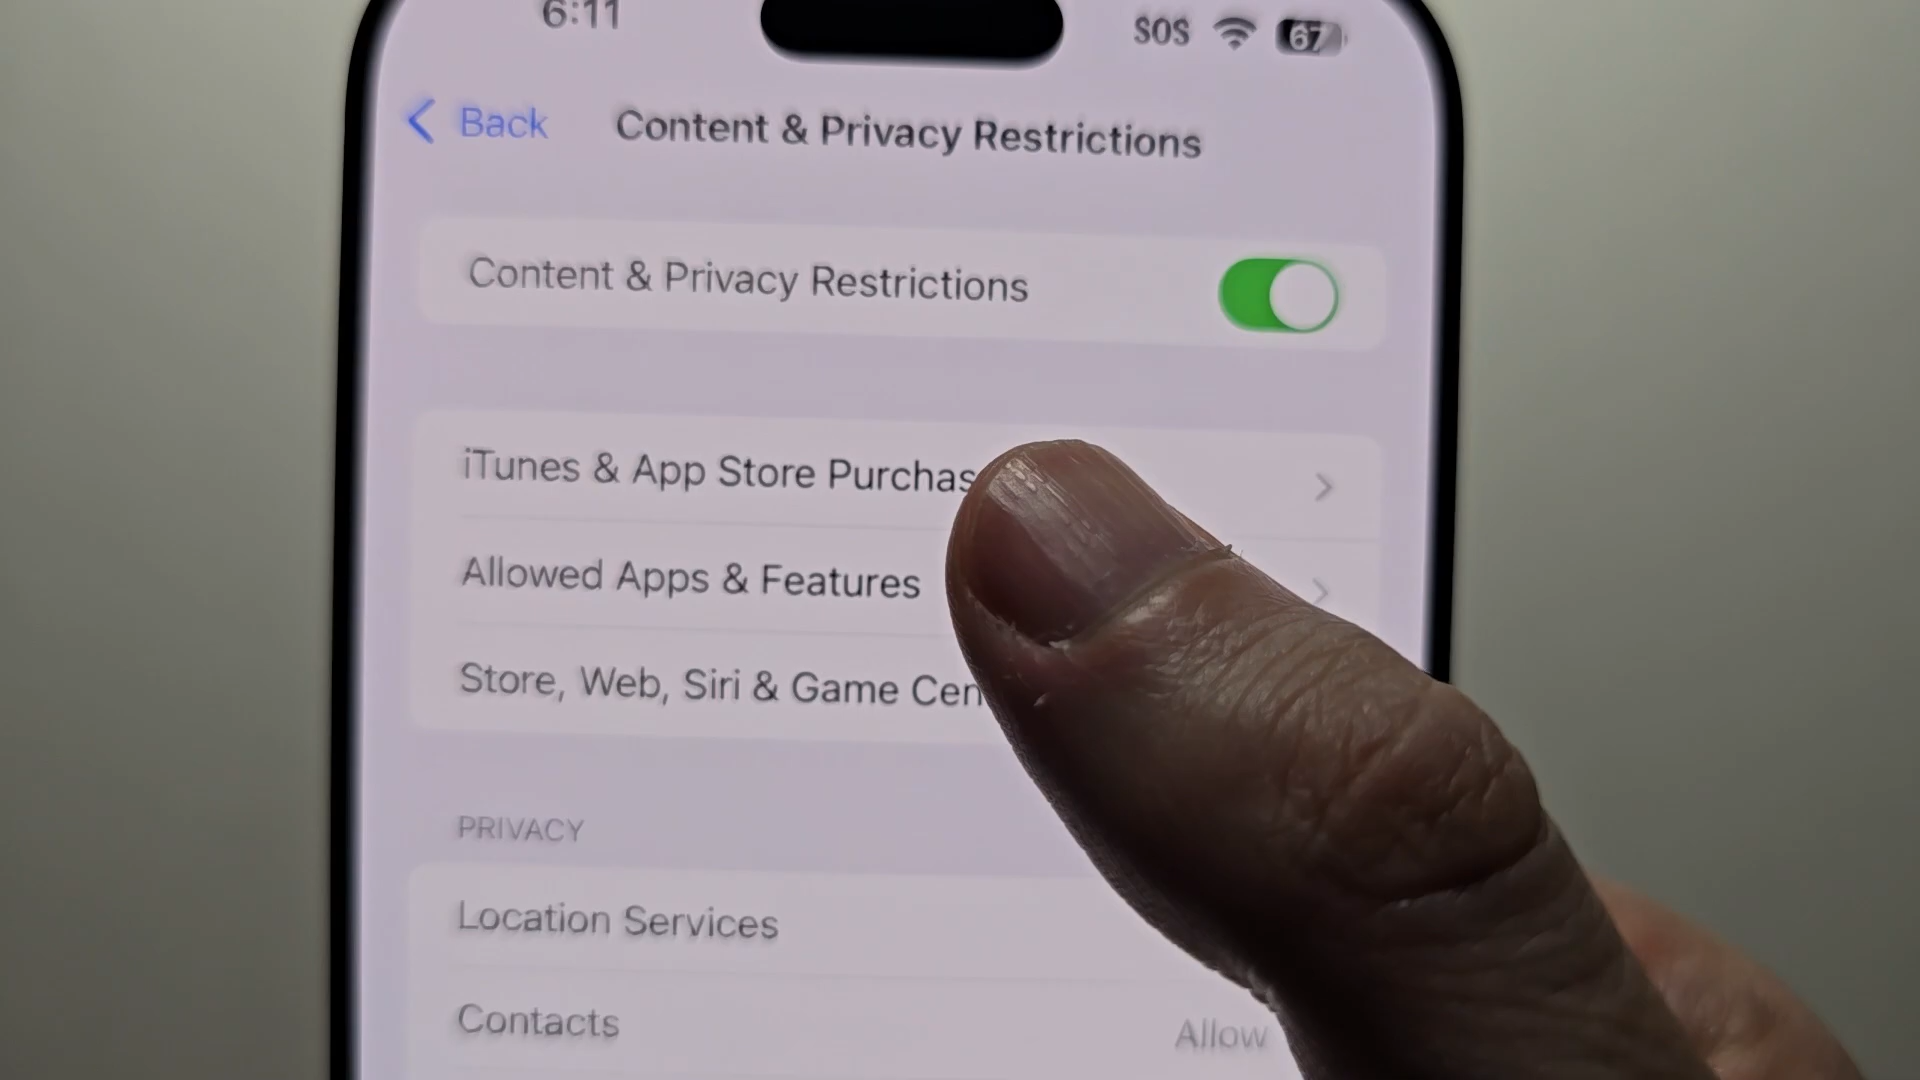 6:11
SOS
67
Back
Content & Privacy Restrictions
Content & Privacy Restrictions
iTunes & App Store Purchas
Allowed Apps & Features
Store, Web, Siri & Game Cen
PRIVACY
Location Services
Contacts
Allow